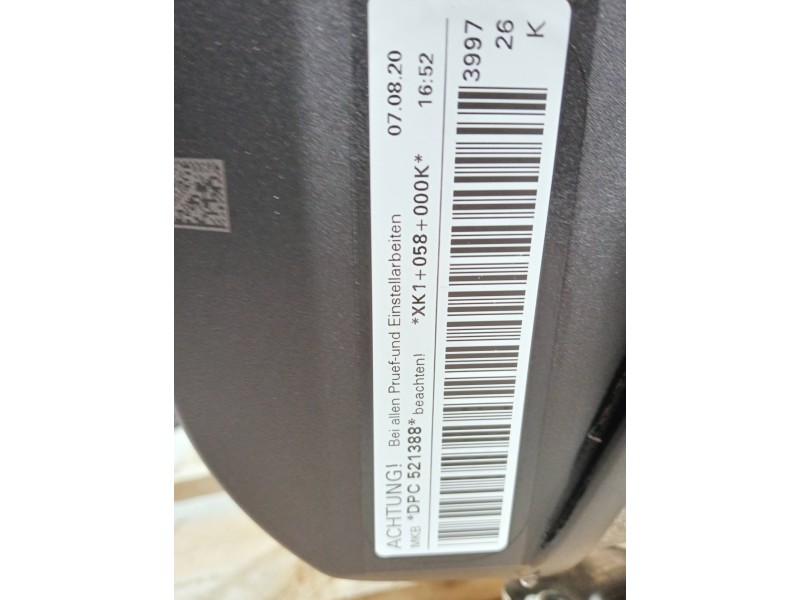 ACHTUNG! Bei allen Pruef-und Einstellarbeiten 07.08.20
MKB *DPC 521388* beachten! *XK1+058+000K* 16:52
3997
26
K